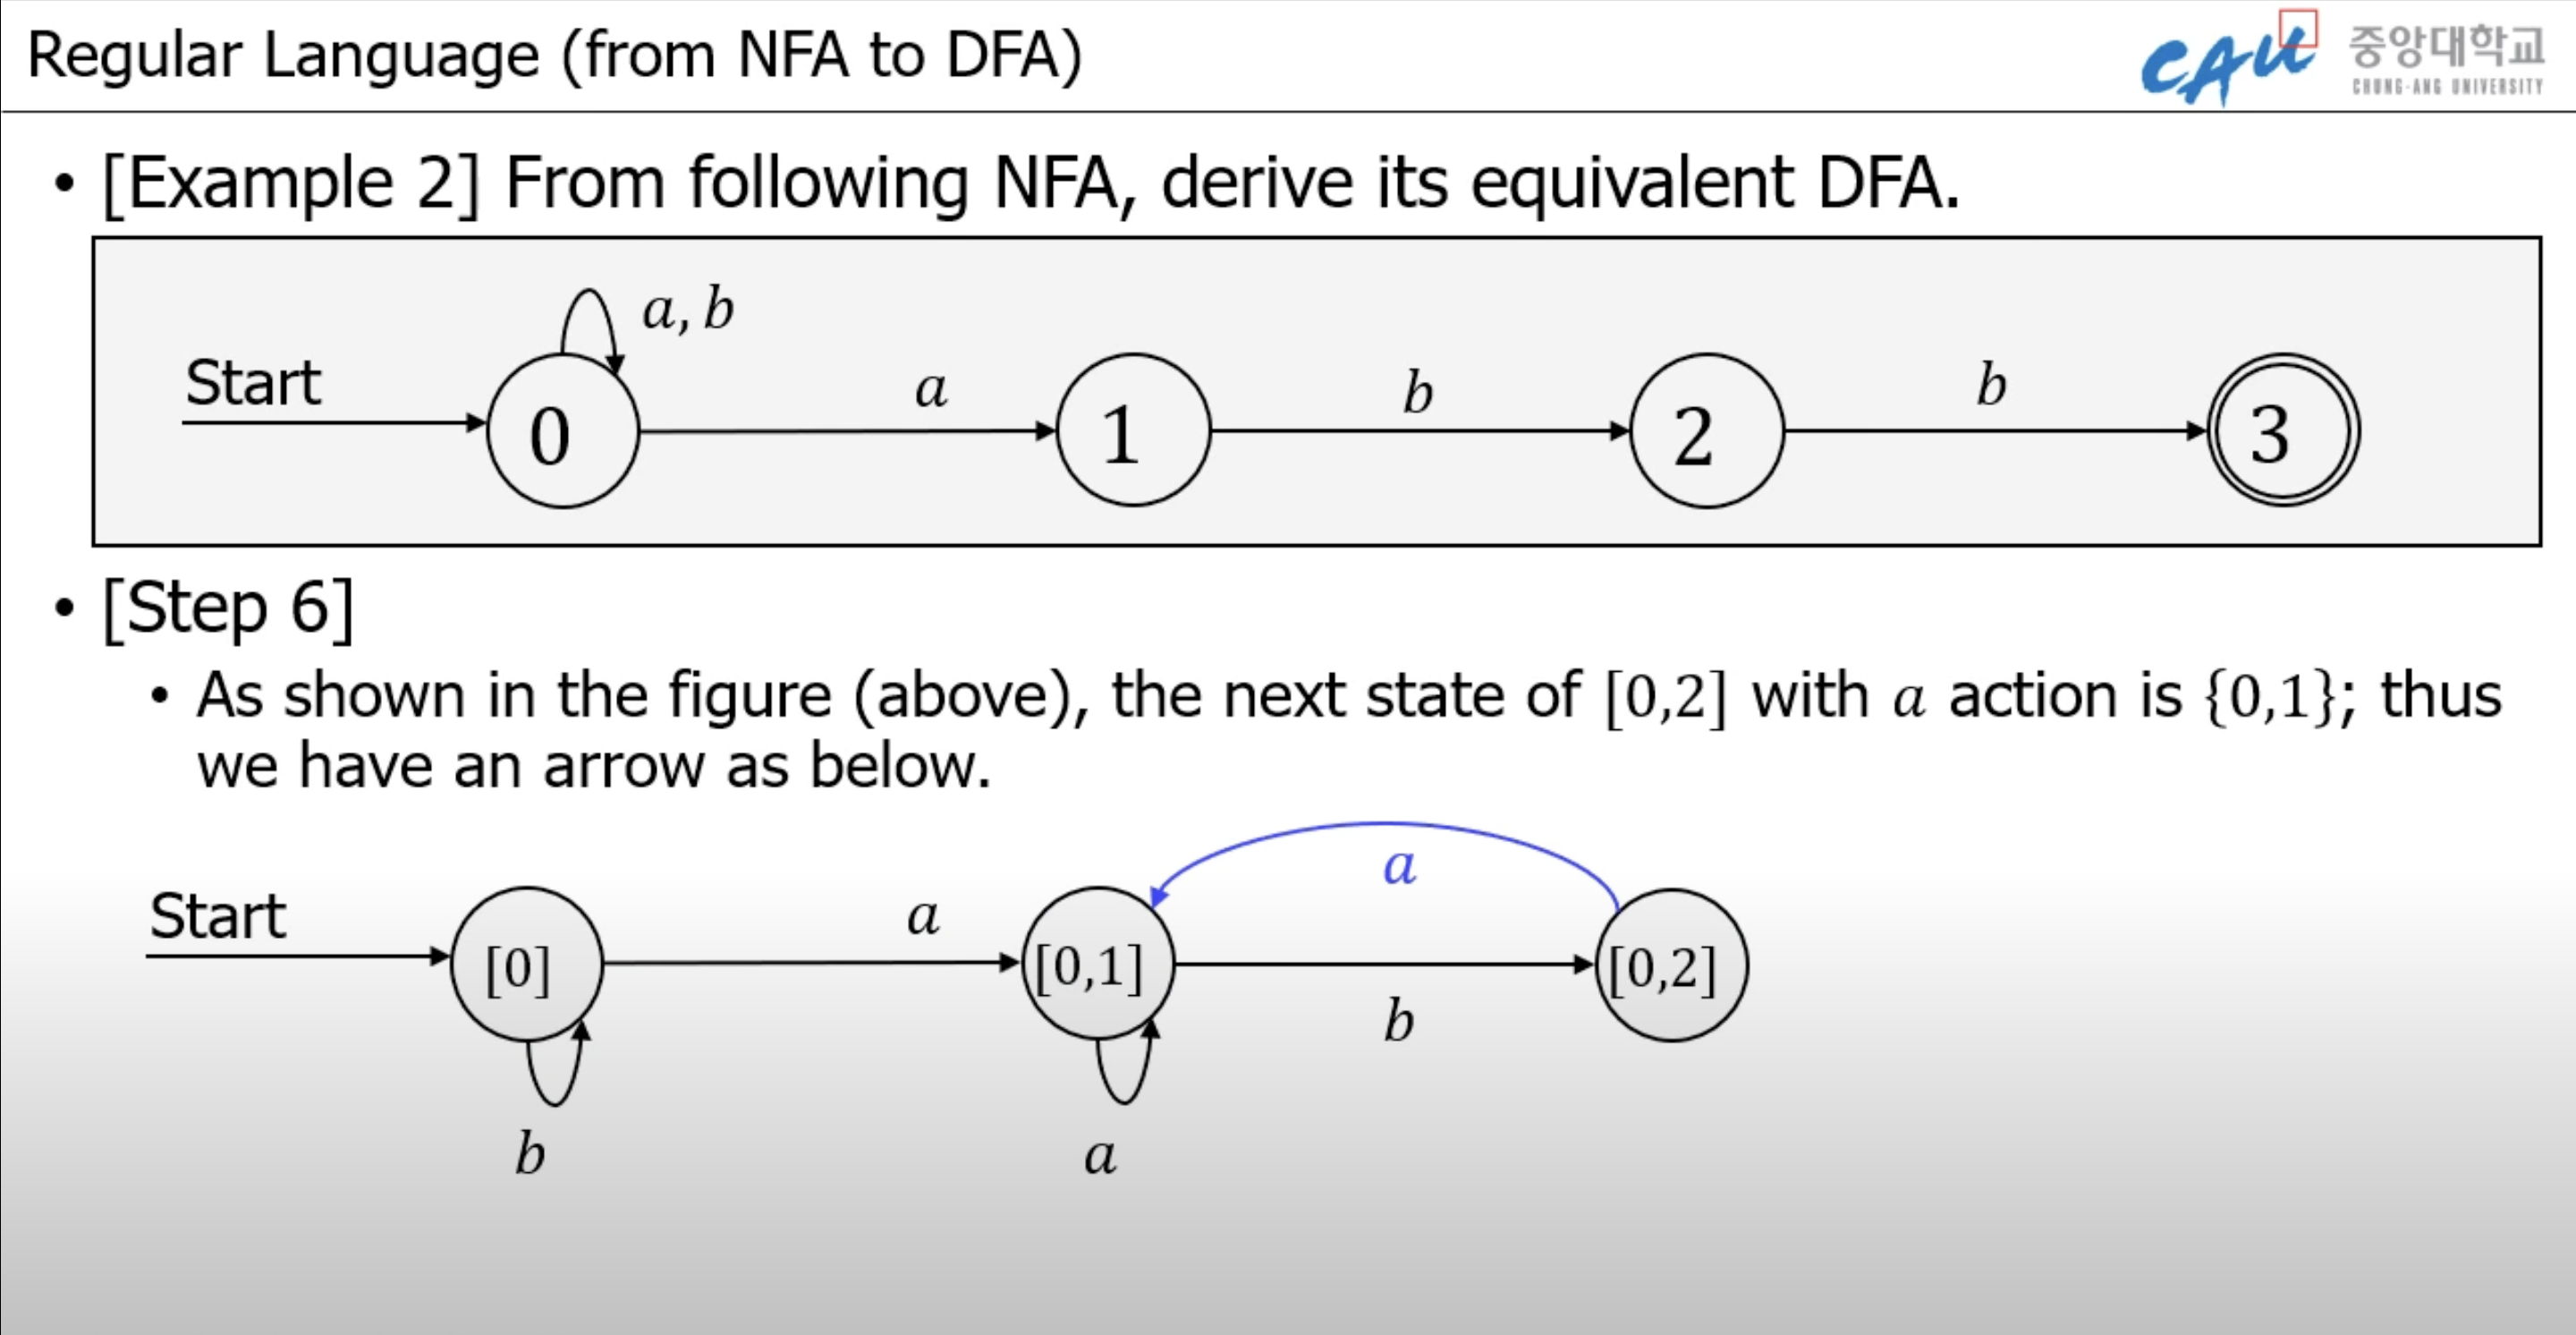 Regular Language (from NFA to DFA)
CAU
중앙대학교
CHUNG-ANG UNIVERSITY
• [Example 2] From following NFA, derive its equivalent DFA.
a, b
Start
a
b
b
0
1
2
3
• [Step 6]
• As shown in the figure (above), the next state of [0,2] with a action is {0,1}; thus
we have an arrow as below.
a
Start
a
[0]
[0,1]
[0,2]
b
b
a